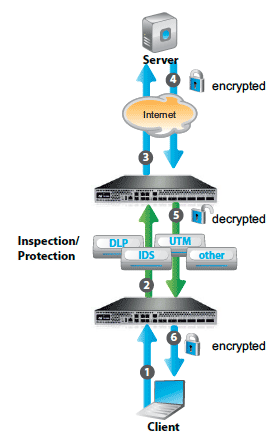 Server
4
encrypted
Internet
3
5
decrypted
Inspection/
Protection
DLP
UTM
IDS
other
2
6
encrypted
1
Client